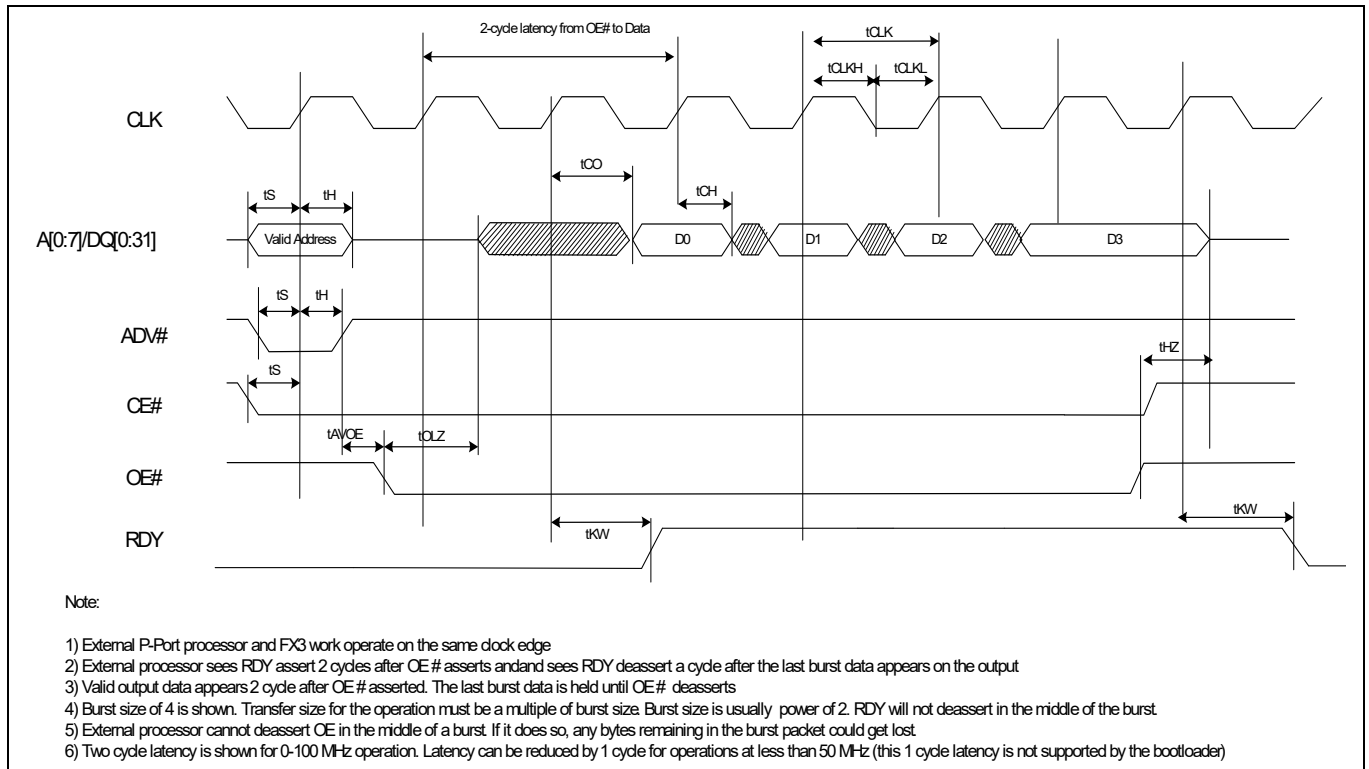 2-cycle latency from OE# to Data
tCLK
tCLKH
tCLKL
CLK
tCO
tCH
tS
tH
A[0:7]/DQ[0:31]
Valid Address
D0
D1
D2
D3
tS
tH
ADV#
tHZ
tS
CE#
tAVOE
tOLZ
OE#
tKW
tKW
RDY
Note:
1) External P-Port processor and FX3 work operate on the same clock edge
2) External processor sees RDY assert 2 cycles after OE # asserts andand sees RDY deassert a cycle after the last burst data appears on the output
3) Valid output data appears 2 cycle after OE # asserted. The last burst data is held until OE # deasserts
4) Burst size of 4 is shown. Transfer size for the operation must be a multiple of burst size. Burst size is usually power of 2. RDY will not deassert in the middle of the burst.
5) External processor cannot deassert OE in the middle of a burst. If it does so, any bytes remaining in the burst packet could get lost.
6) Two cycle latency is shown for 0-100 MHz operation. Latency can be reduced by 1 cycle for operations at less than 50 MHz (this 1 cycle latency is not supported by the bootloader)